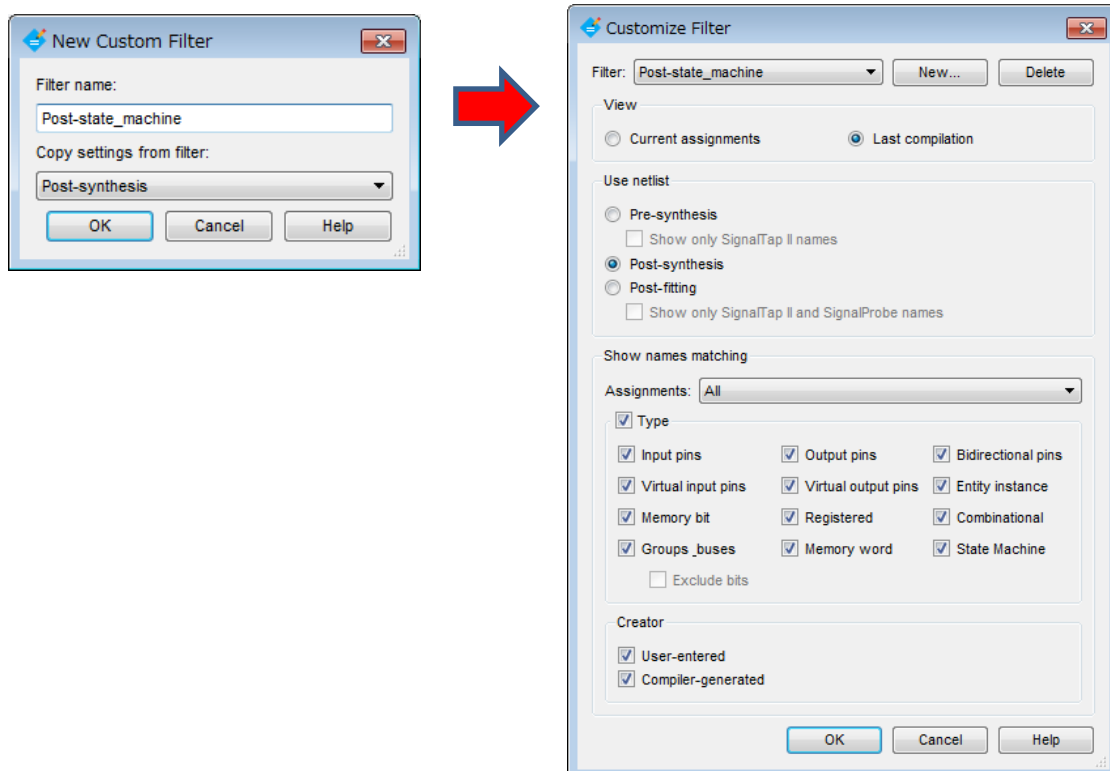 New Custom Filter
Filter name:
Post-state_machine
Copy settings from filter:
Post-synthesis
OK Cancel Help
Customize Filter
Filter: Post-state_machine New... Delete
View
Current assignments Last compilation
Use netlist
Pre-synthesis
Show only SignalTap II names
Post-synthesis
Post-fitting
Show only SignalTap II and SignalProbe names
Show names matching
Assignments: All
Type
Input pins Output pins Bidirectional pins
Virtual input pins Virtual output pins Entity instance
Memory bit Registered Combinational
Groups _buses Memory word State Machine
Exclude bits
Creator
User-entered
Compiler-generated
OK Cancel Help